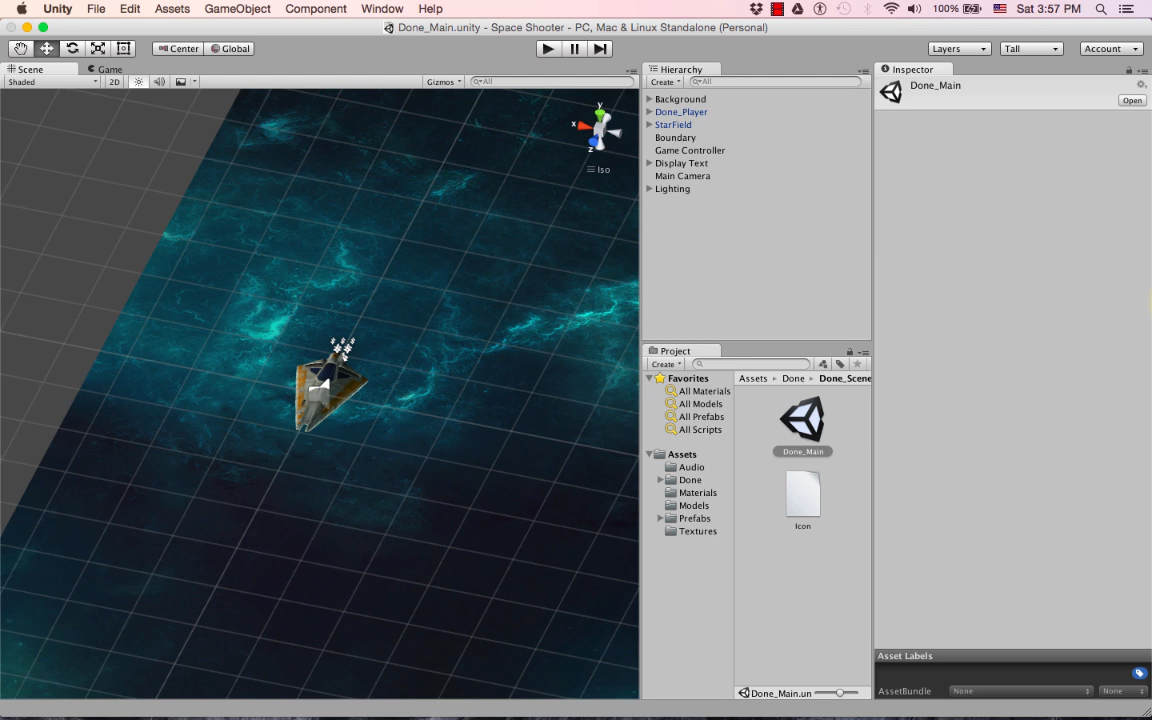 Unity File Edit Assets GameObject Component Window Help 100% Sat 3:57 PM
Done_Main.unity - Space Shooter - PC, Mac & Linux Standalone (Personal)
Center Global Layers Tall Account
Scene Game
Shaded 2D Gizmos All
y
x
z
Iso
Hierarchy
Create All
Background
Done_Player
StarField
Boundary
Game Controller
Display Text
Main Camera
Lighting
Project
Create
Favorites
All Materials
All Models
All Prefabs
All Scripts
Assets
Audio
Done
Materials
Models
Prefabs
Textures
Assets Done Done_Scene
Done_Main
Icon
Done_Main.un
Inspector
Done_Main
Open
Asset Labels
AssetBundle None None